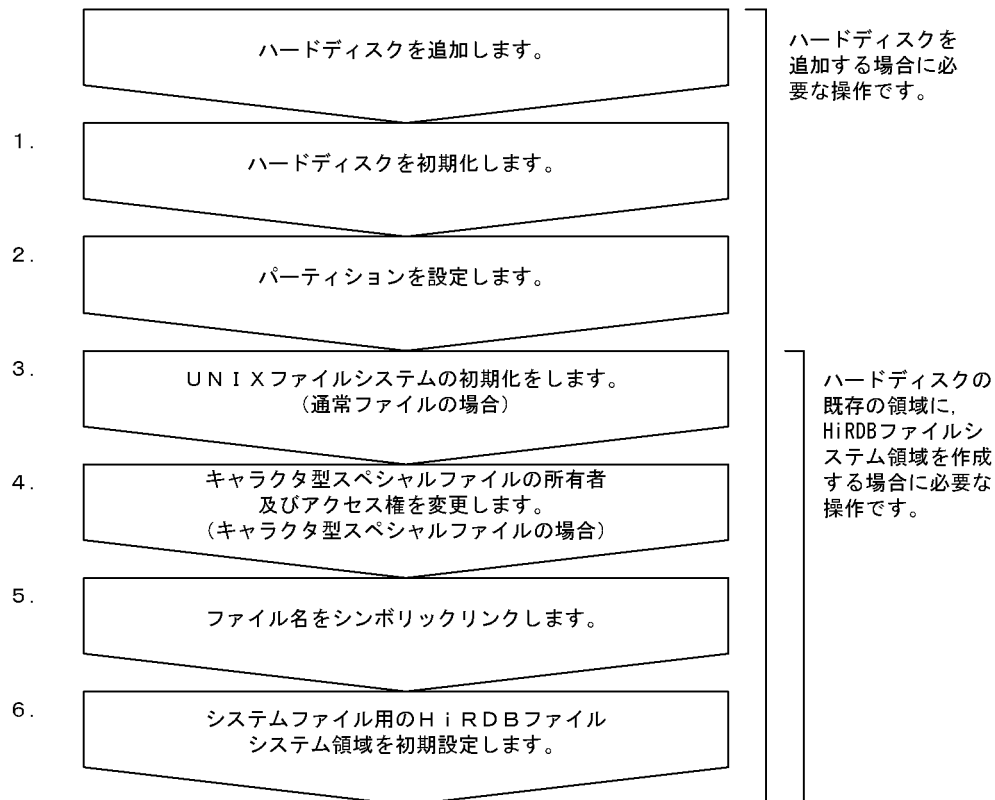 ハードディスクを追加します。
ハードディスクを
追加する場合に必
要な操作です。
1.
ハードディスクを初期化します。
2.
パーティションを設定します。
3.
UNIXファイルシステムの初期化をします。
(通常ファイルの場合)
ハードディスクの
既存の領域に,
HiRDBファイルシ
ステム領域を作成
する場合に必要な
操作です。
4.
キャラクタ型スペシャルファイルの所有者
及びアクセス権を変更します。
(キャラクタ型スペシャルファイルの場合)
5.
ファイル名をシンボリックリンクします。
6.
システムファイル用のHiRDBファイル
システム領域を初期設定します。